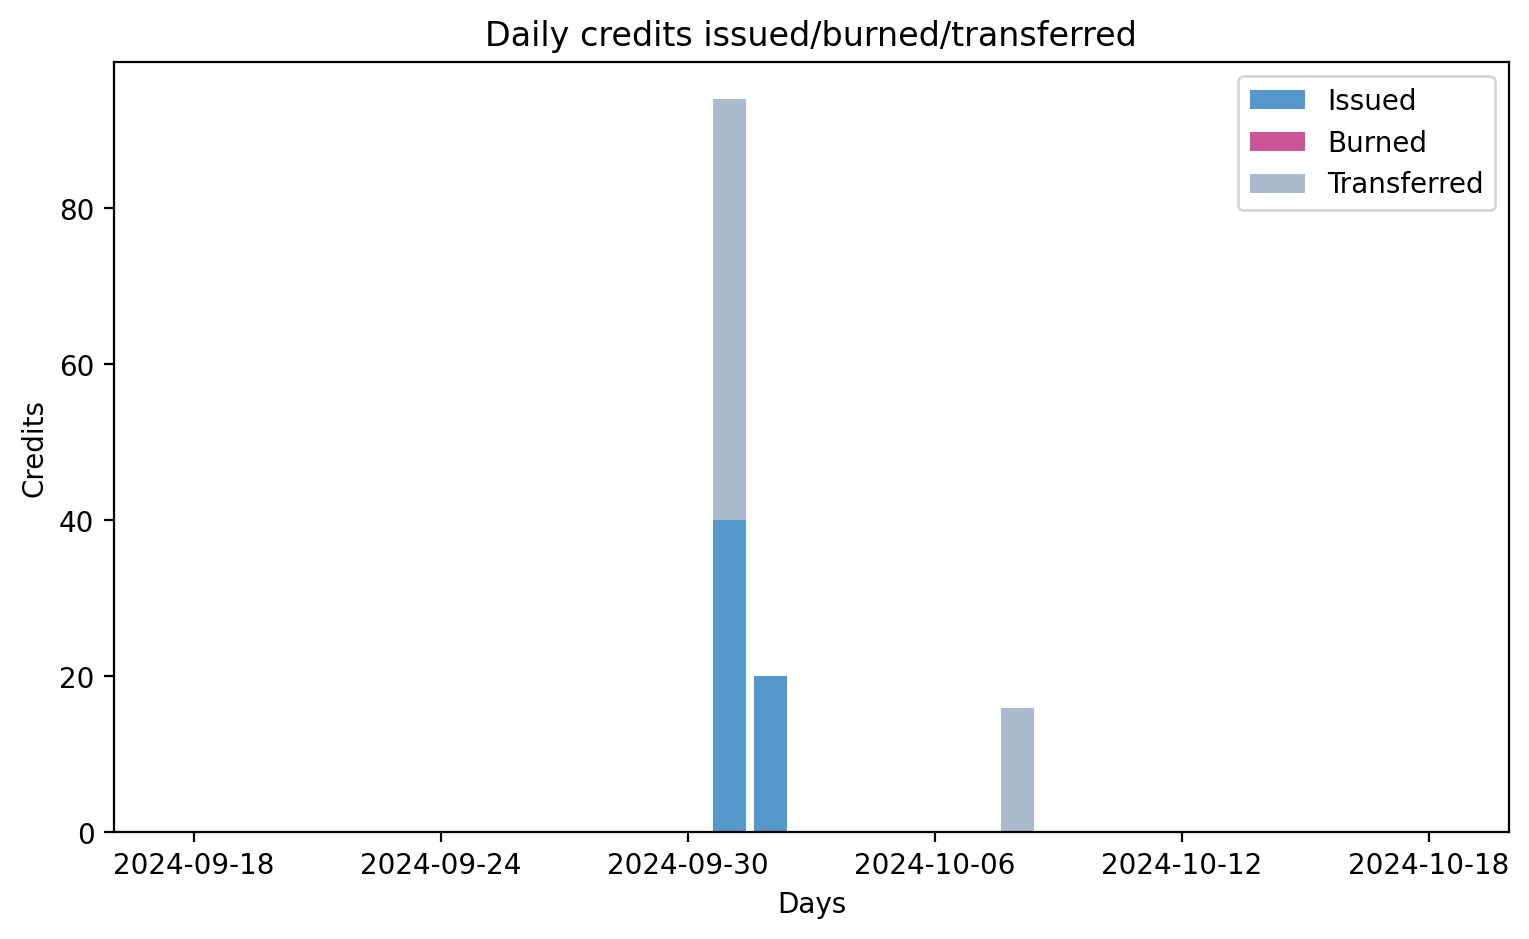 Daily credits issued/burned/transferred
Issued
Burned
Transferred
80
60
40
20
0
Credits
2024-09-18
2024-09-24
2024-09-30
2024-10-06
2024-10-12
2024-10-18
Days